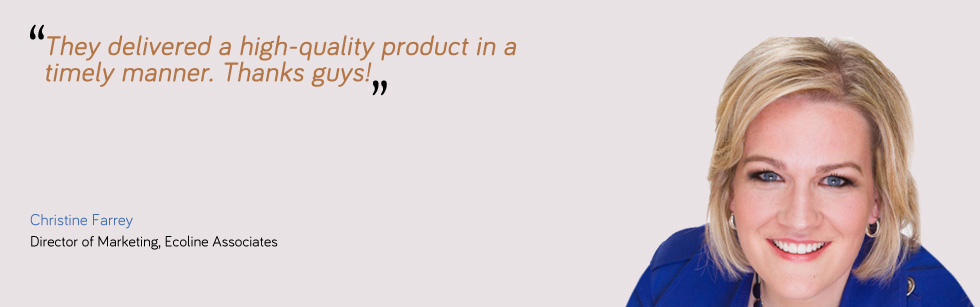 “They delivered a high-quality product in a
timely manner. Thanks guys!”
Christine Farrey
Director of Marketing, Ecoline Associates